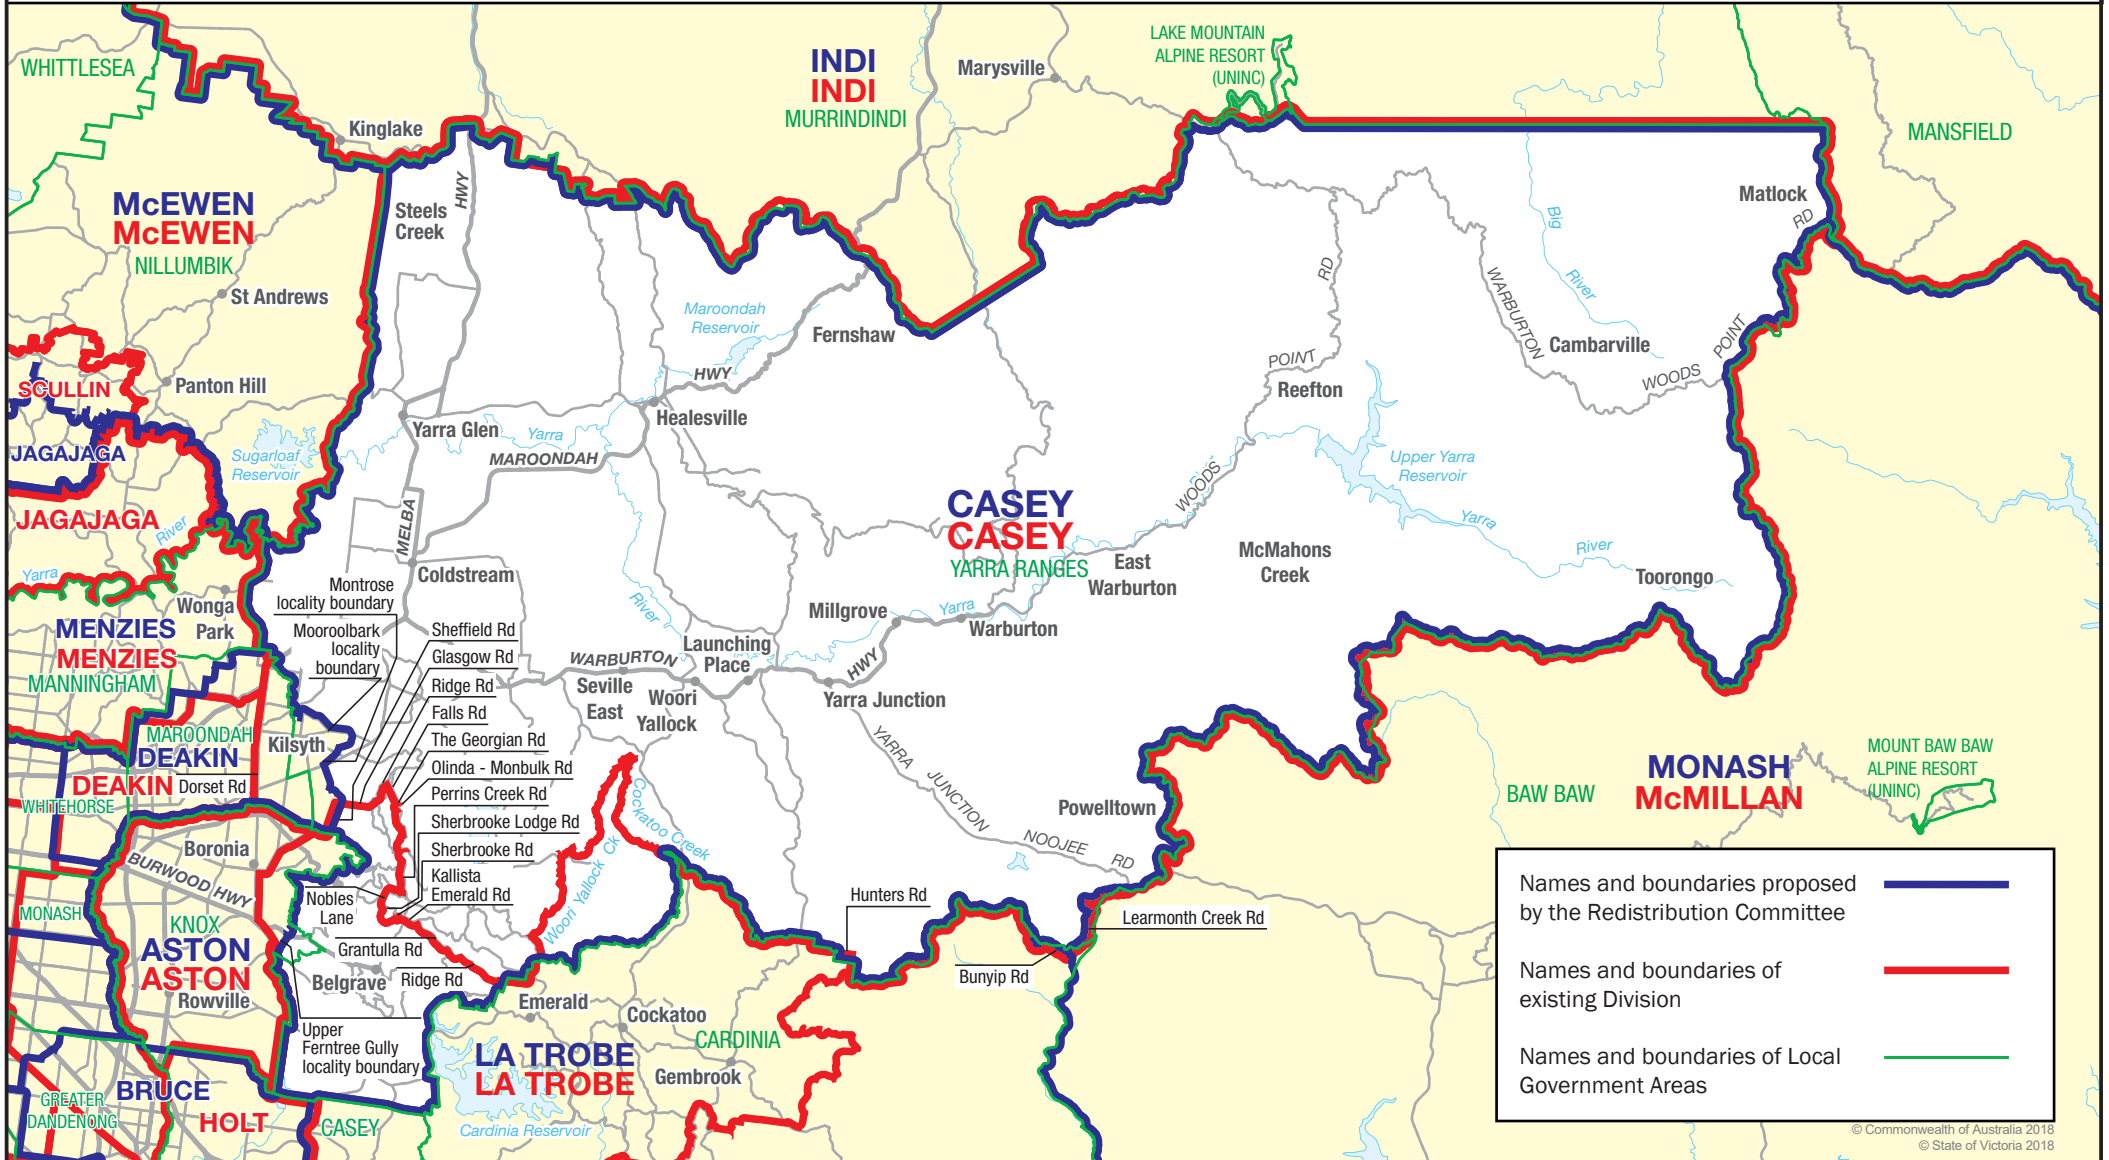 WHITTLESEA
INDI
INDI
MURRINDINDI
Marysville
LAKE MOUNTAIN
ALPINE RESORT
(UNINC)
MANSFIELD
Kinglake
McEWEN
McEWEN
NILLUMBIK
St Andrews
Steels
Creek
HWY
Matlock
RD
Big
River
Maroondah
Reservoir
Fernshaw
HWY
RD
POINT
Reefton
WARBURTON
Cambarville
WOODS
POINT
SCULLIN
Panton Hill
JAGAJAGA
JAGAJAGA
Sugarloaf
Reservoir
River
Yarra
Yarra Glen
Yarra
MAROONDAH
Healesville
MELBA
Coldstream
River
CASEY
CASEY
YARRA RANGES
WOODS
Upper Yarra
Reservoir
Yarra
River
East
Warburton
McMahons
Creek
Toorongo
Wonga
Park
MENZIES
MENZIES
MANNINGHAM
Montrose
locality boundary
Mooroolbark
locality
boundary
Sheffield Rd
Glasgow Rd
Ridge Rd
Falls Rd
The Georgian Rd
Olinda - Monbulk Rd
Perrins Creek Rd
Sherbrooke Lodge Rd
Sherbrooke Rd
Kallista
Emerald Rd
Millgrove
Yarra
Warburton
Launching
Place
WARBURTON
HWY
Seville
East
Woori
Yallock
Yarra Junction
YARRA
JUNCTION
NOOJEE
RD
Powelltown
MAROONDAH
DEAKIN
DEAKIN
Dorset Rd
WHITEHORSE
Kilsyth
Boronia
BURWOOD HWY
MONASH
KNOX
ASTON
ASTON
Rowville
Nobles
Lane
Grantulla Rd
Belgrave
Ridge Rd
Cockatoo Creek
Woori Yallock Ck
Hunters Rd
Learmonth Creek Rd
Bunyip Rd
Upper
Ferntree Gully
locality boundary
Emerald
Cockatoo
CARDINIA
Gembrook
LA TROBE
LA TROBE
Cardinia Reservoir
BRUCE
HOLT
GREATER
DANDENONG
CASEY
MONASH
McMILLAN
BAW BAW
MOUNT BAW BAW
ALPINE RESORT
(UNINC)
Names and boundaries proposed
by the Redistribution Committee
Names and boundaries of
existing Division
Names and boundaries of Local
Government Areas
© Commonwealth of Australia 2018
© State of Victoria 2018